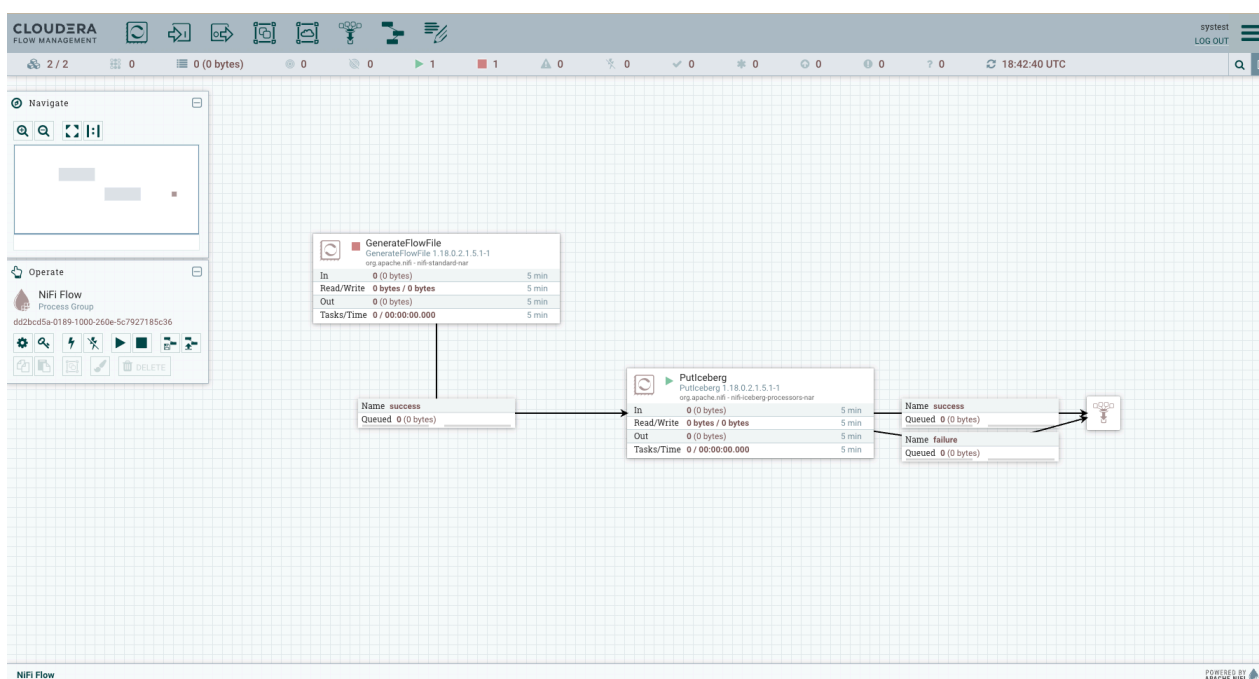 CLOUDERA
FLOW MANAGEMENT
systest
LOG OUT
2 / 2 0 0 (0 bytes) 0 0 1 1 0 0 0 0 0 0 ? 0 18:42:40 UTC
Navigate
Operate
NiFi Flow
Process Group
dd2bcd5a-0189-1000-260e-5c7927185c36
DELETE
GenerateFlowFile
GenerateFlowFile 1.18.0.2.1.5.1-1
org.apache.nifi - nifi-standard-nar
In 0 (0 bytes) 5 min
Read/Write 0 bytes / 0 bytes 5 min
Out 0 (0 bytes) 5 min
Tasks/Time 0 / 00:00:00.000 5 min
Name success
Queued 0 (0 bytes)
PutIceberg
PutIceberg 1.18.0.2.1.5.1-1
org.apache.nifi - nifi-iceberg-processors-nar
In 0 (0 bytes) 5 min
Read/Write 0 bytes / 0 bytes 5 min
Out 0 (0 bytes) 5 min
Tasks/Time 0 / 00:00:00.000 5 min
Name success
Queued 0 (0 bytes)
Name failure
Queued 0 (0 bytes)
NiFi Flow
POWERED BY
APACHE NIFI